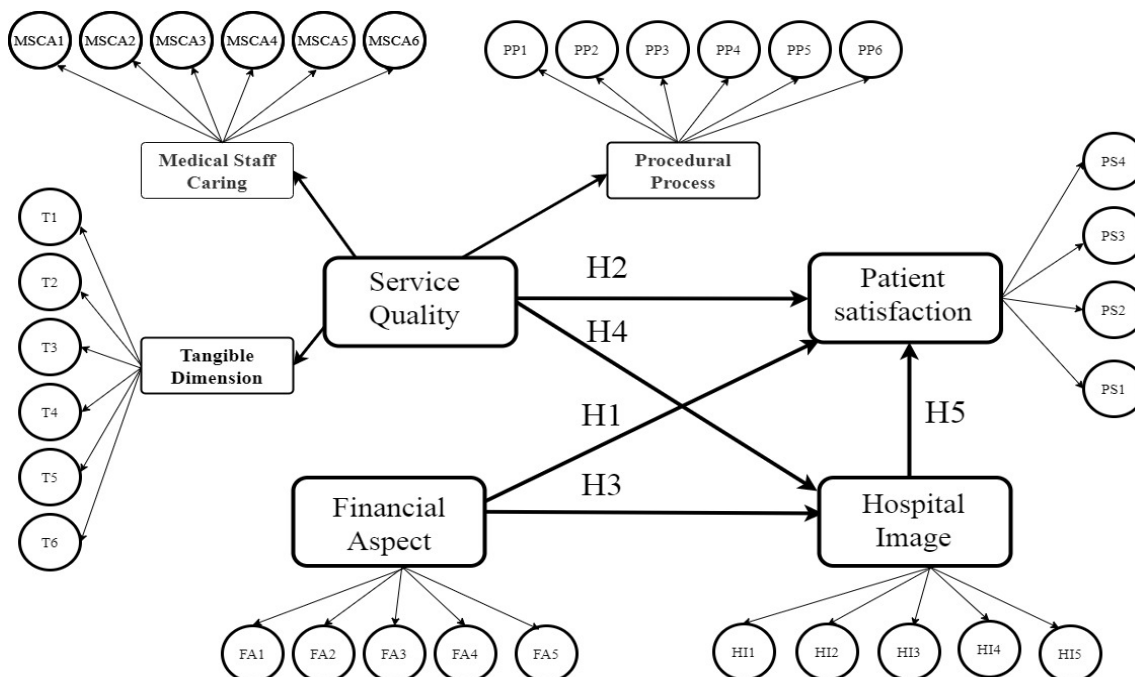 MSCA1
MSCA2
MSCA3
MSCA4
MSCA5
MSCA6
PP1
PP2
PP3
PP4
PP5
PP6
Medical Staff
Caring
Procedural
Process
PS4
PS3
PS2
PS1
T1
T2
T3
T4
T5
T6
Service
Quality
H2
H4
Patient
satisfaction
Tangible
Dimension
H1
H5
H3
Financial
Aspect
Hospital
Image
FA1
FA2
FA3
FA4
FA5
HI1
HI2
HI3
HI4
HI5